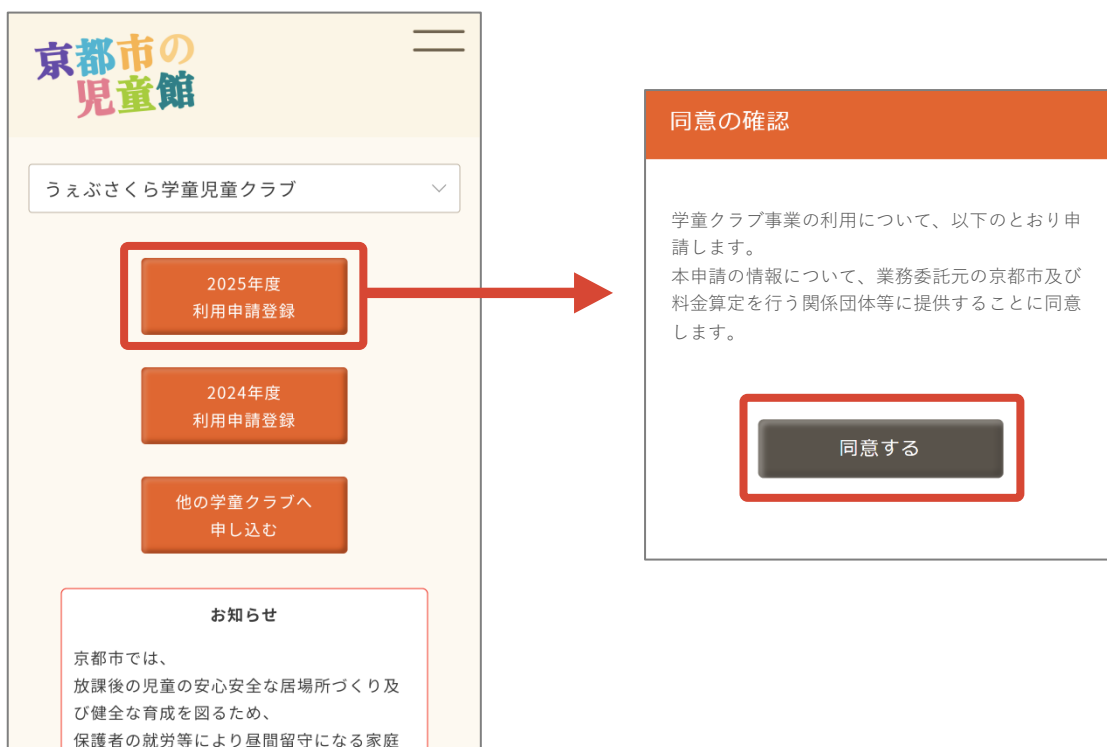 京都市の
児童館
うぇぶさくら学童児童クラブ
2025年度
利用申請登録
2024年度
利用申請登録
他の学童クラブへ
申し込む
お知らせ
京都市では、
放課後の児童の安心安全な居場所づくり及
び健全な育成を図るため、
保護者の就労等により昼間留守になる家庭
同意の確認
学童クラブ事業の利用について、以下のとおり申
請します。
本申請の情報について、業務委託元の京都市及び
料金算定を行う関係団体等に提供することに同意
します。
同意する